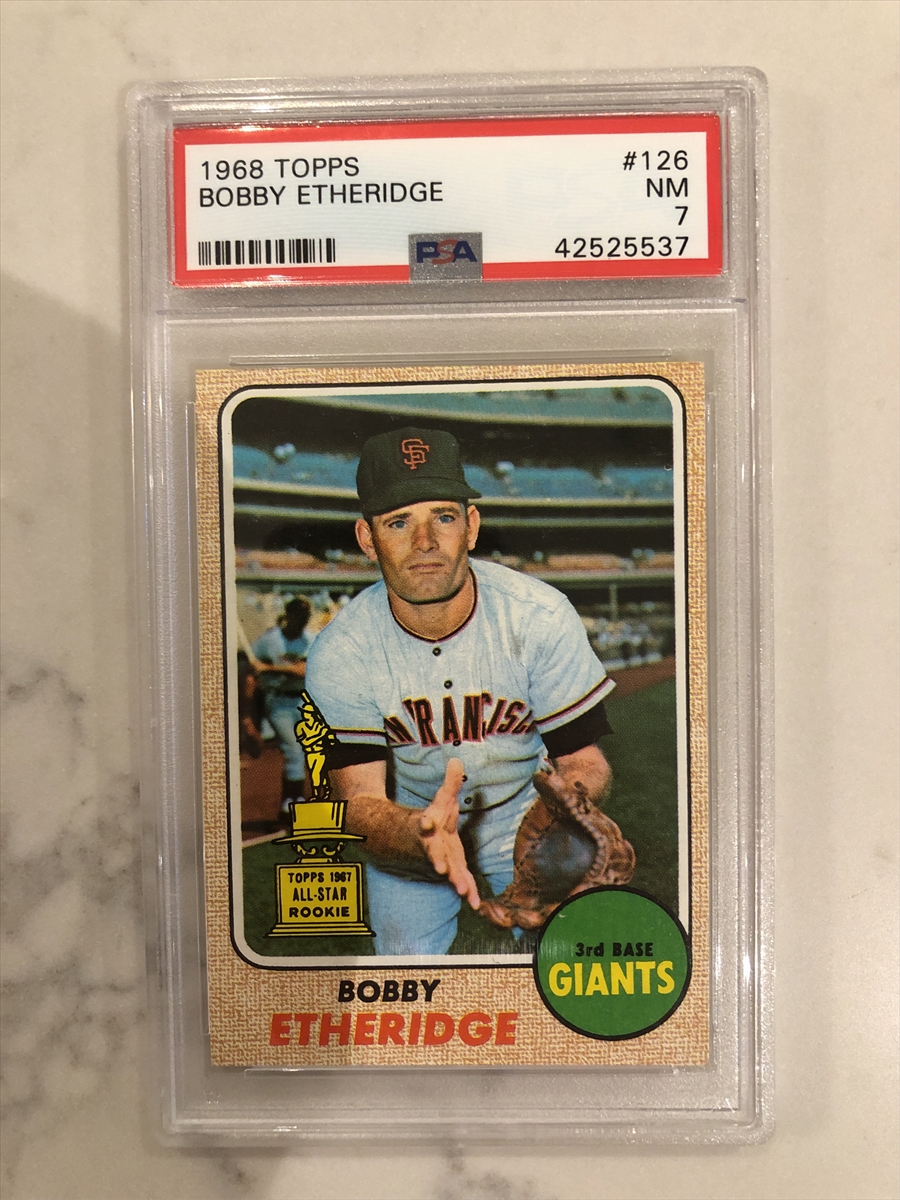 1968 TOPPS #126
BOBBY ETHERIDGE NM
7
PSA 42525537
SF
N FRANCISC
TOPPS 1967
ALL-STAR
ROOKIE
3rd BASE
GIANTS
BOBBY
ETHERIDGE